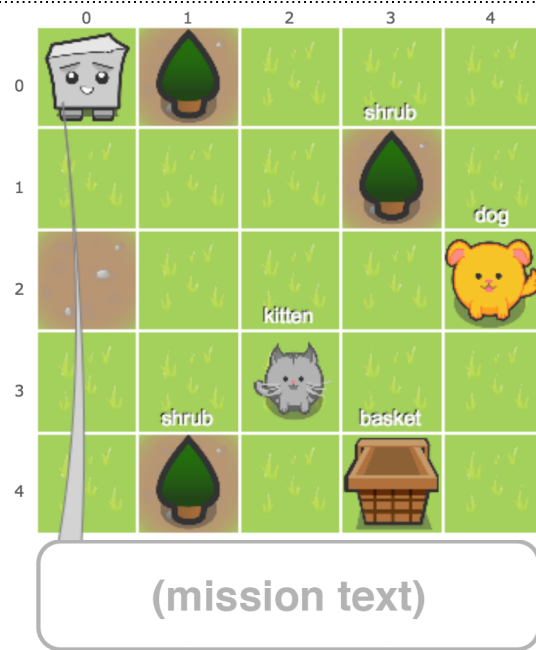 0 1 2 3 4
0
shrub
1
dog
2
kitten
3
shrub basket
4
(mission text)